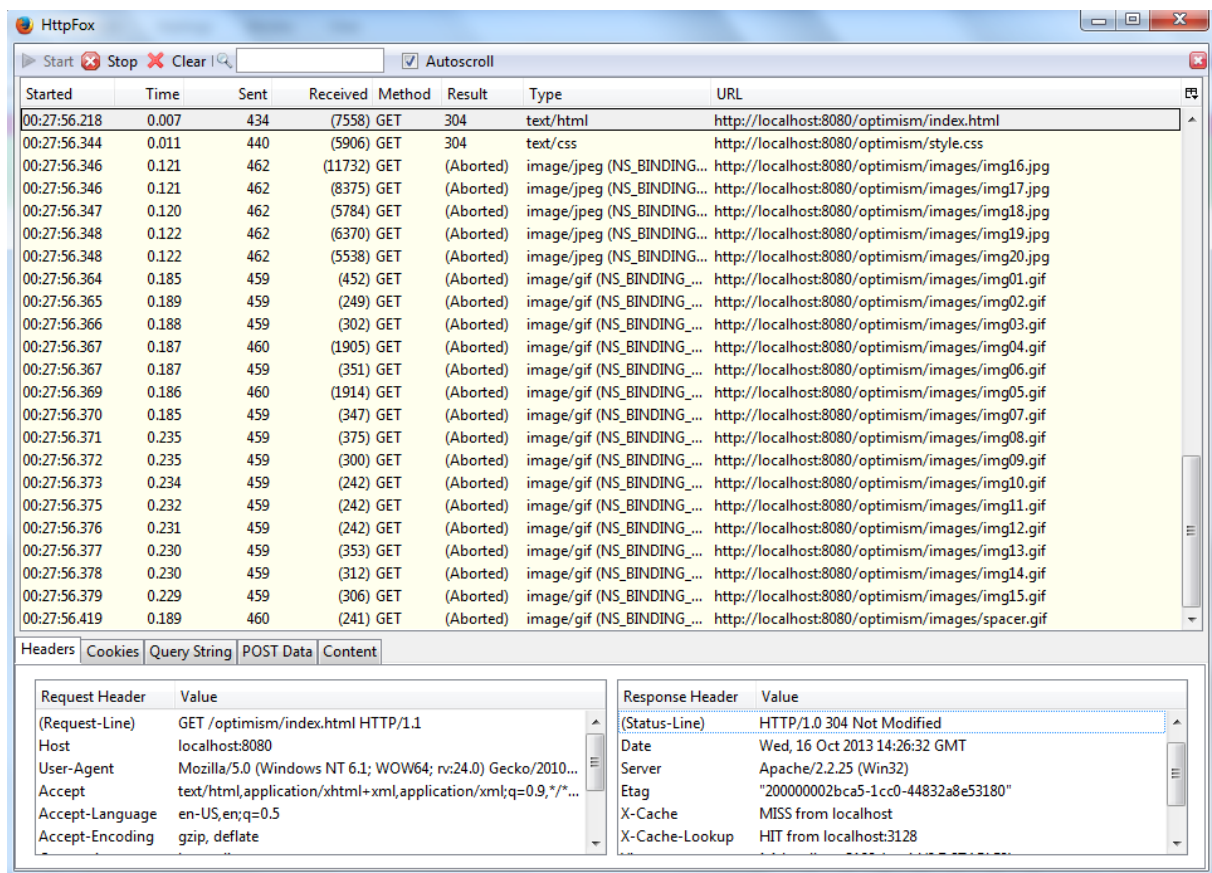 HttpFox
Start Stop Clear Autoscroll
Started Time Sent Received Method Result Type URL
00:27:56.218 0.007 434 (7558) GET 304 text/html http://localhost:8080/optimism/index.html
00:27:56.344 0.011 440 (5906) GET 304 text/css http://localhost:8080/optimism/style.css
00:27:56.346 0.121 462 (11732) GET (Aborted) image/jpeg (NS_BINDING... http://localhost:8080/optimism/images/img16.jpg
00:27:56.346 0.121 462 (8375) GET (Aborted) image/jpeg (NS_BINDING... http://localhost:8080/optimism/images/img17.jpg
00:27:56.347 0.120 462 (5784) GET (Aborted) image/jpeg (NS_BINDING... http://localhost:8080/optimism/images/img18.jpg
00:27:56.348 0.122 462 (6370) GET (Aborted) image/jpeg (NS_BINDING... http://localhost:8080/optimism/images/img19.jpg
00:27:56.348 0.122 462 (5538) GET (Aborted) image/jpeg (NS_BINDING... http://localhost:8080/optimism/images/img20.jpg
00:27:56.364 0.185 459 (452) GET (Aborted) image/gif (NS_BINDING_... http://localhost:8080/optimism/images/img01.gif
00:27:56.365 0.189 459 (249) GET (Aborted) image/gif (NS_BINDING_... http://localhost:8080/optimism/images/img02.gif
00:27:56.366 0.188 459 (302) GET (Aborted) image/gif (NS_BINDING_... http://localhost:8080/optimism/images/img03.gif
00:27:56.367 0.187 460 (1905) GET (Aborted) image/gif (NS_BINDING_... http://localhost:8080/optimism/images/img04.gif
00:27:56.367 0.187 459 (351) GET (Aborted) image/gif (NS_BINDING_... http://localhost:8080/optimism/images/img06.gif
00:27:56.369 0.186 460 (1914) GET (Aborted) image/gif (NS_BINDING_... http://localhost:8080/optimism/images/img05.gif
00:27:56.370 0.185 459 (347) GET (Aborted) image/gif (NS_BINDING_... http://localhost:8080/optimism/images/img07.gif
00:27:56.371 0.235 459 (375) GET (Aborted) image/gif (NS_BINDING_... http://localhost:8080/optimism/images/img08.gif
00:27:56.372 0.235 459 (300) GET (Aborted) image/gif (NS_BINDING_... http://localhost:8080/optimism/images/img09.gif
00:27:56.373 0.234 459 (242) GET (Aborted) image/gif (NS_BINDING_... http://localhost:8080/optimism/images/img10.gif
00:27:56.375 0.232 459 (242) GET (Aborted) image/gif (NS_BINDING_... http://localhost:8080/optimism/images/img11.gif
00:27:56.376 0.231 459 (242) GET (Aborted) image/gif (NS_BINDING_... http://localhost:8080/optimism/images/img12.gif
00:27:56.377 0.230 459 (353) GET (Aborted) image/gif (NS_BINDING_... http://localhost:8080/optimism/images/img13.gif
00:27:56.378 0.230 459 (312) GET (Aborted) image/gif (NS_BINDING_... http://localhost:8080/optimism/images/img14.gif
00:27:56.379 0.229 459 (306) GET (Aborted) image/gif (NS_BINDING_... http://localhost:8080/optimism/images/img15.gif
00:27:56.419 0.189 460 (241) GET (Aborted) image/gif (NS_BINDING_... http://localhost:8080/optimism/images/spacer.gif
Headers Cookies Query String POST Data Content
Request Header Value
(Request-Line) GET /optimism/index.html HTTP/1.1
Host localhost:8080
User-Agent Mozilla/5.0 (Windows NT 6.1; WOW64; rv:24.0) Gecko/2010...
Accept text/html,application/xhtml+xml,application/xml;q=0.9,*/*...
Accept-Language en-US,en;q=0.5
Accept-Encoding gzip, deflate
Response Header Value
(Status-Line) HTTP/1.0 304 Not Modified
Date Wed, 16 Oct 2013 14:26:32 GMT
Server Apache/2.2.25 (Win32)
Etag "200000002bca5-1cc0-44832a8e53180"
X-Cache MISS from localhost
X-Cache-Lookup HIT from localhost:3128